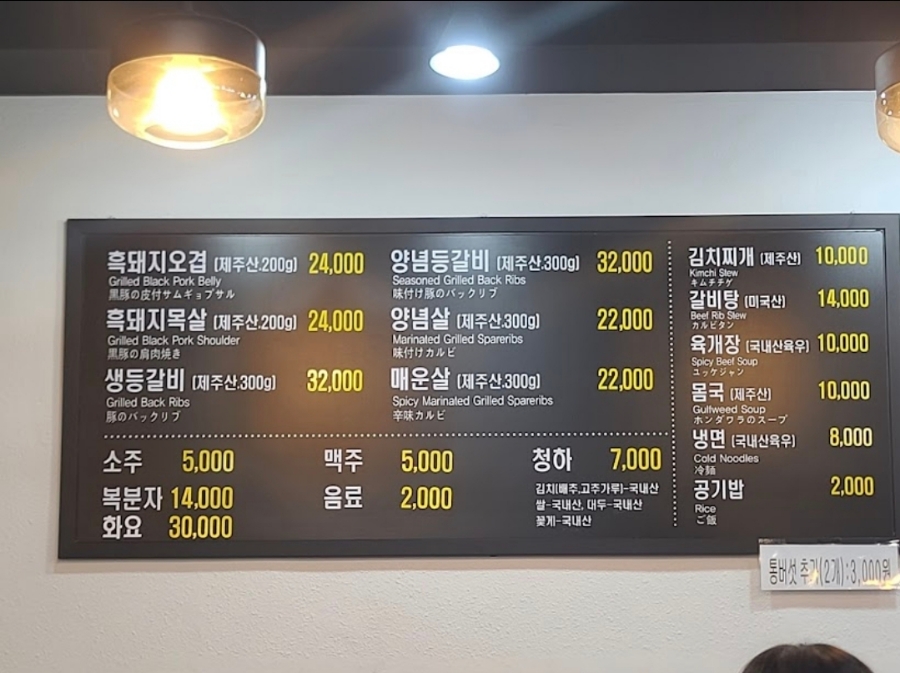 흑돼지오겹 (제주산.200g) 24,000
Grilled Black Pork Belly
黒豚の皮付サムギョプサル
흑돼지목살 (제주산.200g) 24,000
Grilled Black Pork Shoulder
黒豚の肩肉焼き
생등갈비 (제주산.300g) 32,000
Grilled Back Ribs
豚のバックリブ
양념등갈비 (제주산.300g) 32,000
Seasoned Grilled Back Ribs
味付け豚のバックリブ
양념살 (제주산.300g) 22,000
Marinated Grilled Spareribs
味付けカルビ
매운살 (제주산.300g) 22,000
Spicy Marinated Grilled Spareribs
辛味カルビ
소주 5,000
복분자 14,000
화요 30,000
맥주 5,000
음료 2,000
청하 7,000
김치(배추,고추가루)-국내산
쌀-국내산, 대두-국내산
꽃게-국내산
김치찌개 (제주산) 10,000
Kimchi Stew
キムチチゲ
갈비탕 (미국산) 14,000
Beef Rib Stew
カルビタン
육개장 (국내산육우) 10,000
Spicy Beef Soup
ユッケジャン
몸국 (제주산) 10,000
Gulfweed Soup
ホンダワラのスープ
냉면 (국내산육우) 8,000
Cold Noodles
冷麺
공기밥 2,000
Rice
ご飯
통버섯 추가(2개):3,000원